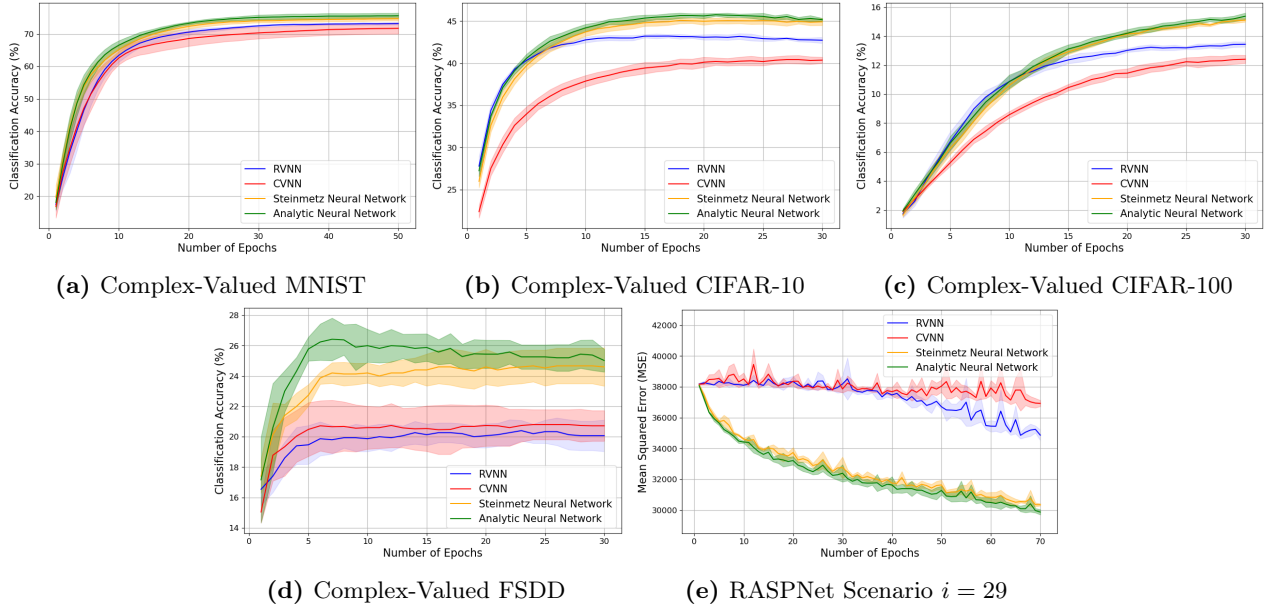 Classification Accuracy (%)
70
60
50
40
30
20
0
10
20
30
40
50
Number of Epochs
RVNN
CVNN
Steinmetz Neural Network
Analytic Neural Network
(a) Complex-Valued MNIST
Classification Accuracy (%)
45
40
35
30
25
0
5
10
15
20
25
30
Number of Epochs
RVNN
CVNN
Steinmetz Neural Network
Analytic Neural Network
(b) Complex-Valued CIFAR-10
Classification Accuracy (%)
16
14
12
10
8
6
4
2
0
5
10
15
20
25
30
Number of Epochs
RVNN
CVNN
Steinmetz Neural Network
Analytic Neural Network
(c) Complex-Valued CIFAR-100
Classification Accuracy (%)
28
26
24
22
20
18
16
14
0
5
10
15
20
25
30
Number of Epochs
RVNN
CVNN
Steinmetz Neural Network
Analytic Neural Network
(d) Complex-Valued FSDD
Mean Squared Error (MSE)
42000
40000
38000
36000
34000
32000
30000
0
10
20
30
40
50
60
70
Number of Epochs
RVNN
CVNN
Steinmetz Neural Network
Analytic Neural Network
(e) RASPNet Scenario i = 29